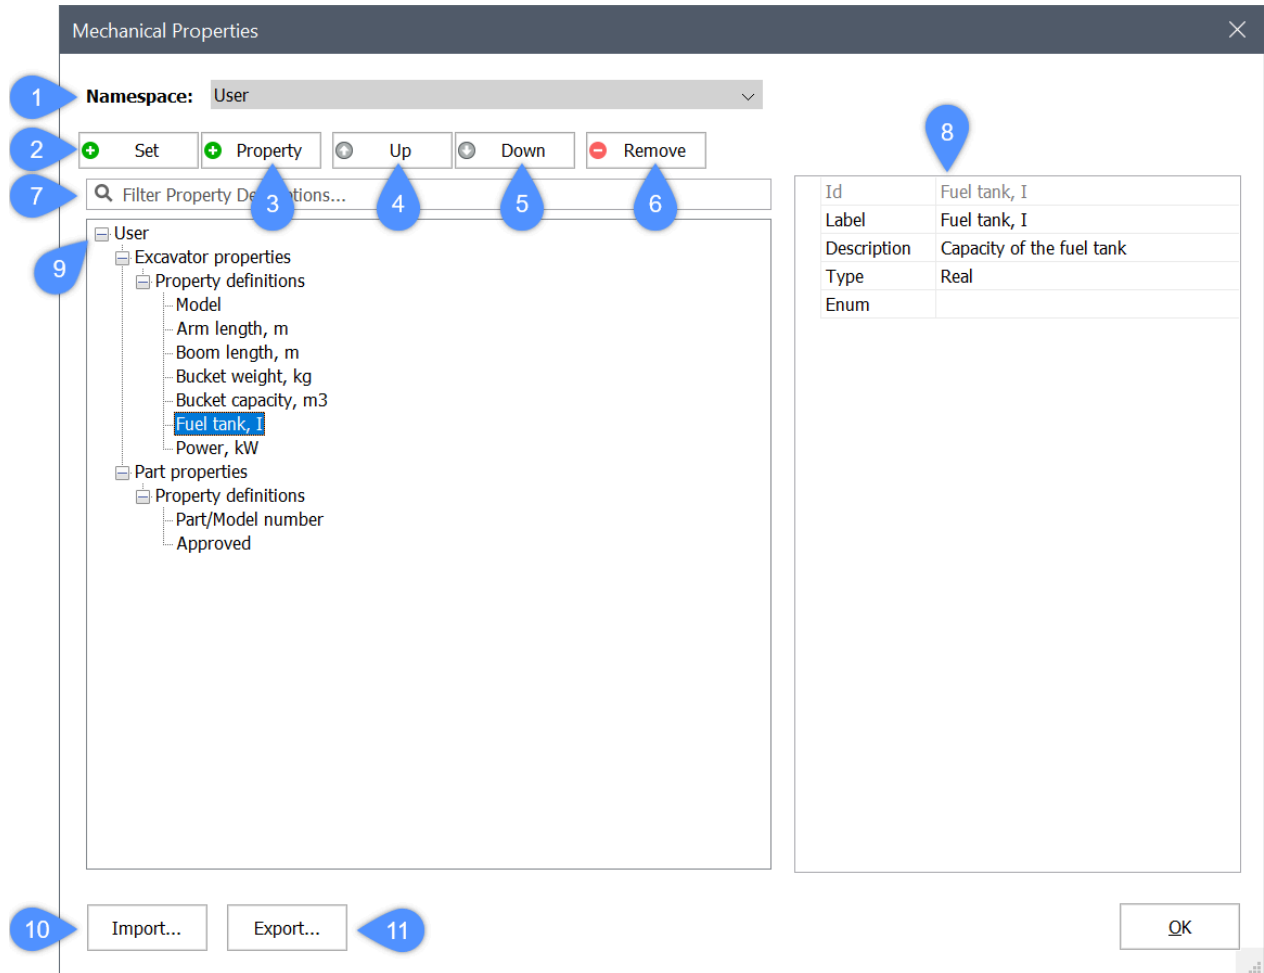 Mechanical Properties
1
Namespace: User
2
Set Property Up Down Remove
8
7
Filter Property De tions...
3 4 5 6
Id Fuel tank, I
Label Fuel tank, I
Description Capacity of the fuel tank
Type Real
Enum
9
User
Excavator properties
Property definitions
Model
Arm length, m
Boom length, m
Bucket weight, kg
Bucket capacity, m3
Fuel tank, I
Power, kW
Part properties
Property definitions
Part/Model number
Approved
10
Import... Export...
11
OK